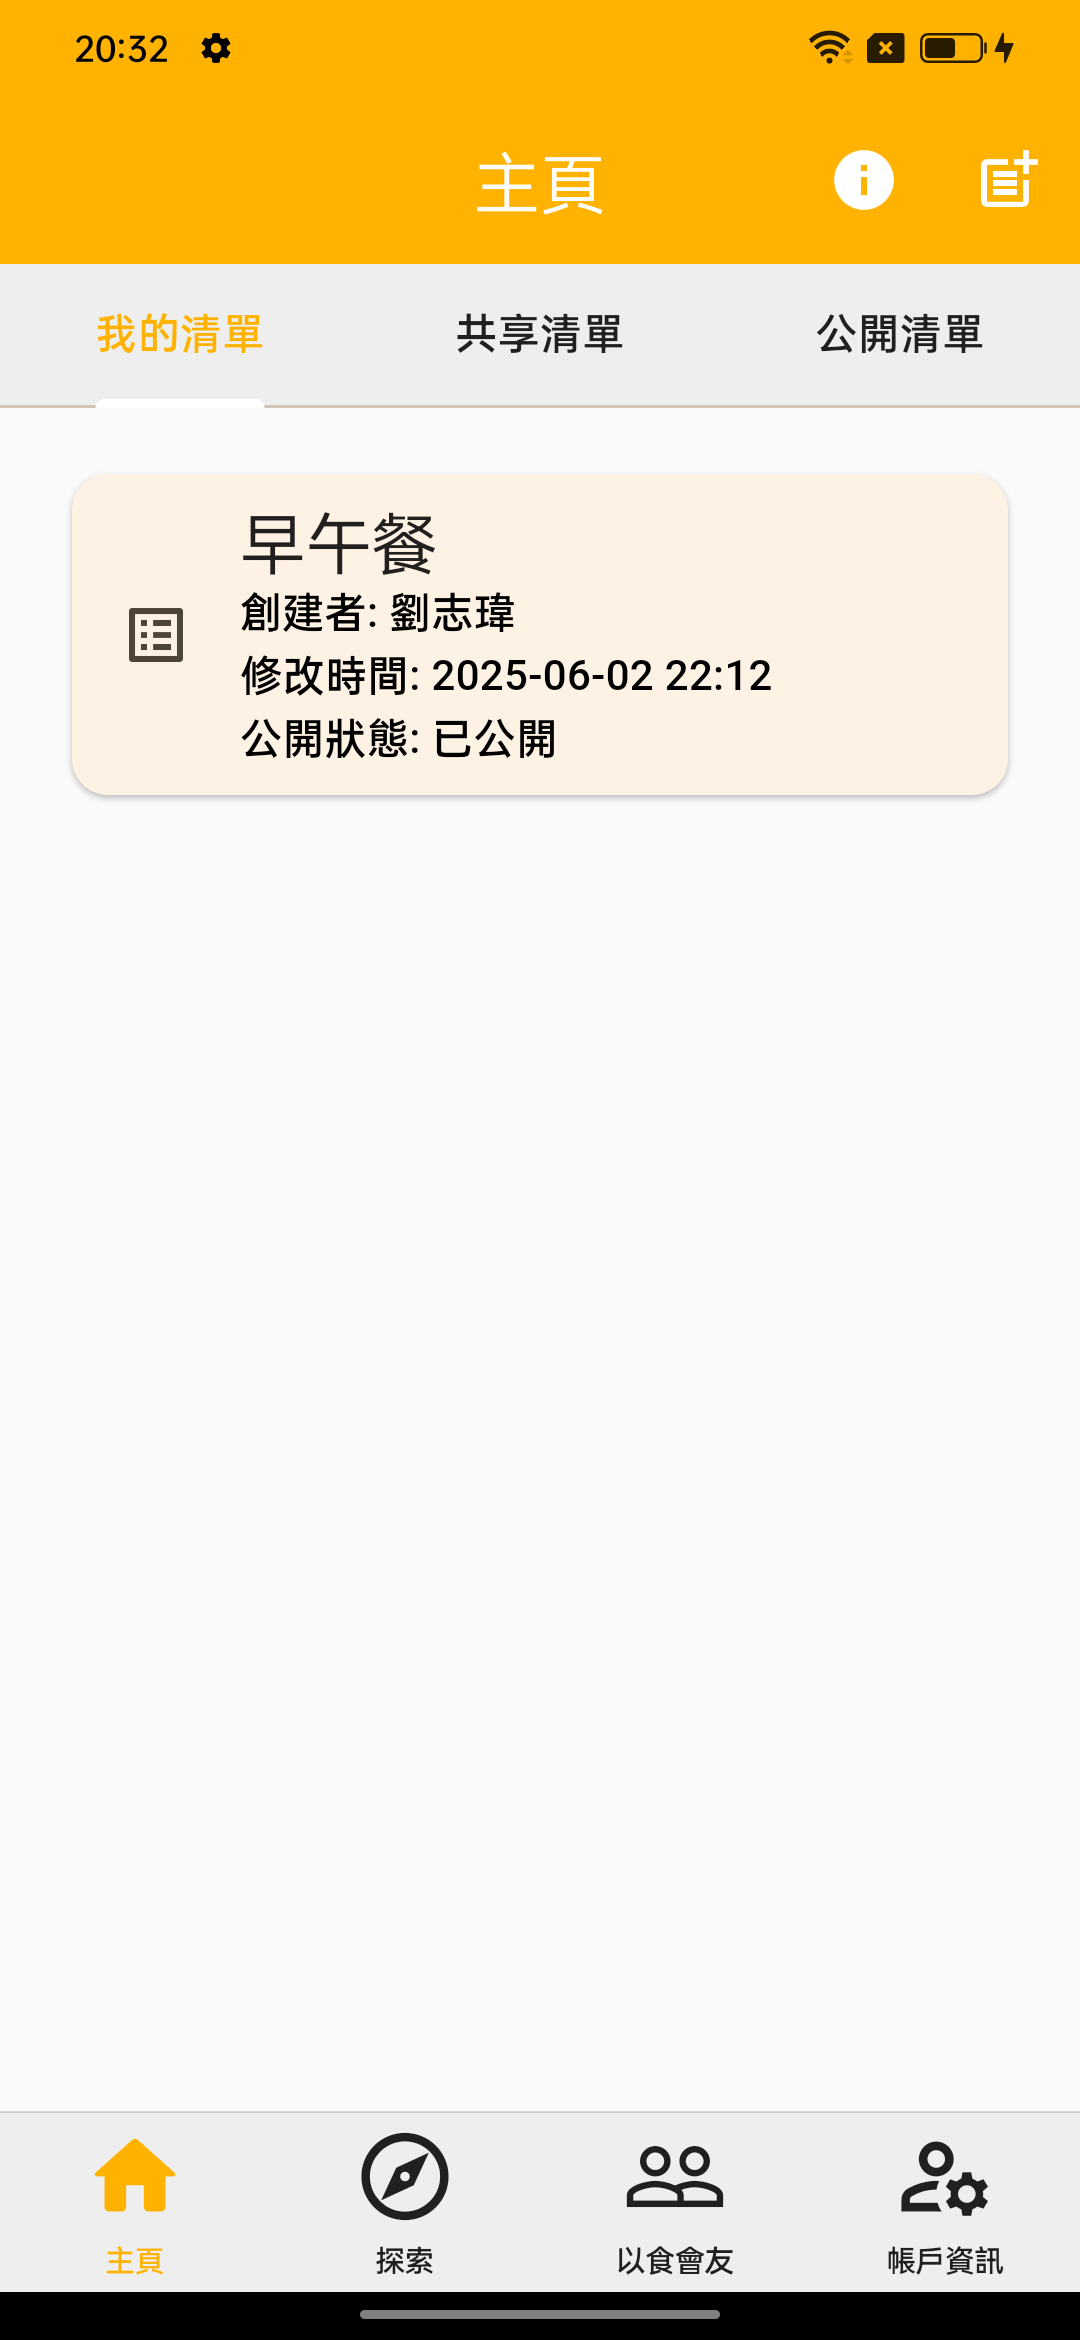 20:32
主頁
我的清單
共享清單
公開清單
早午餐
創建者: 劉志瑋
修改時間: 2025-06-02 22:12
公開狀態: 已公開
主頁
探索
以食會友
帳戶資訊